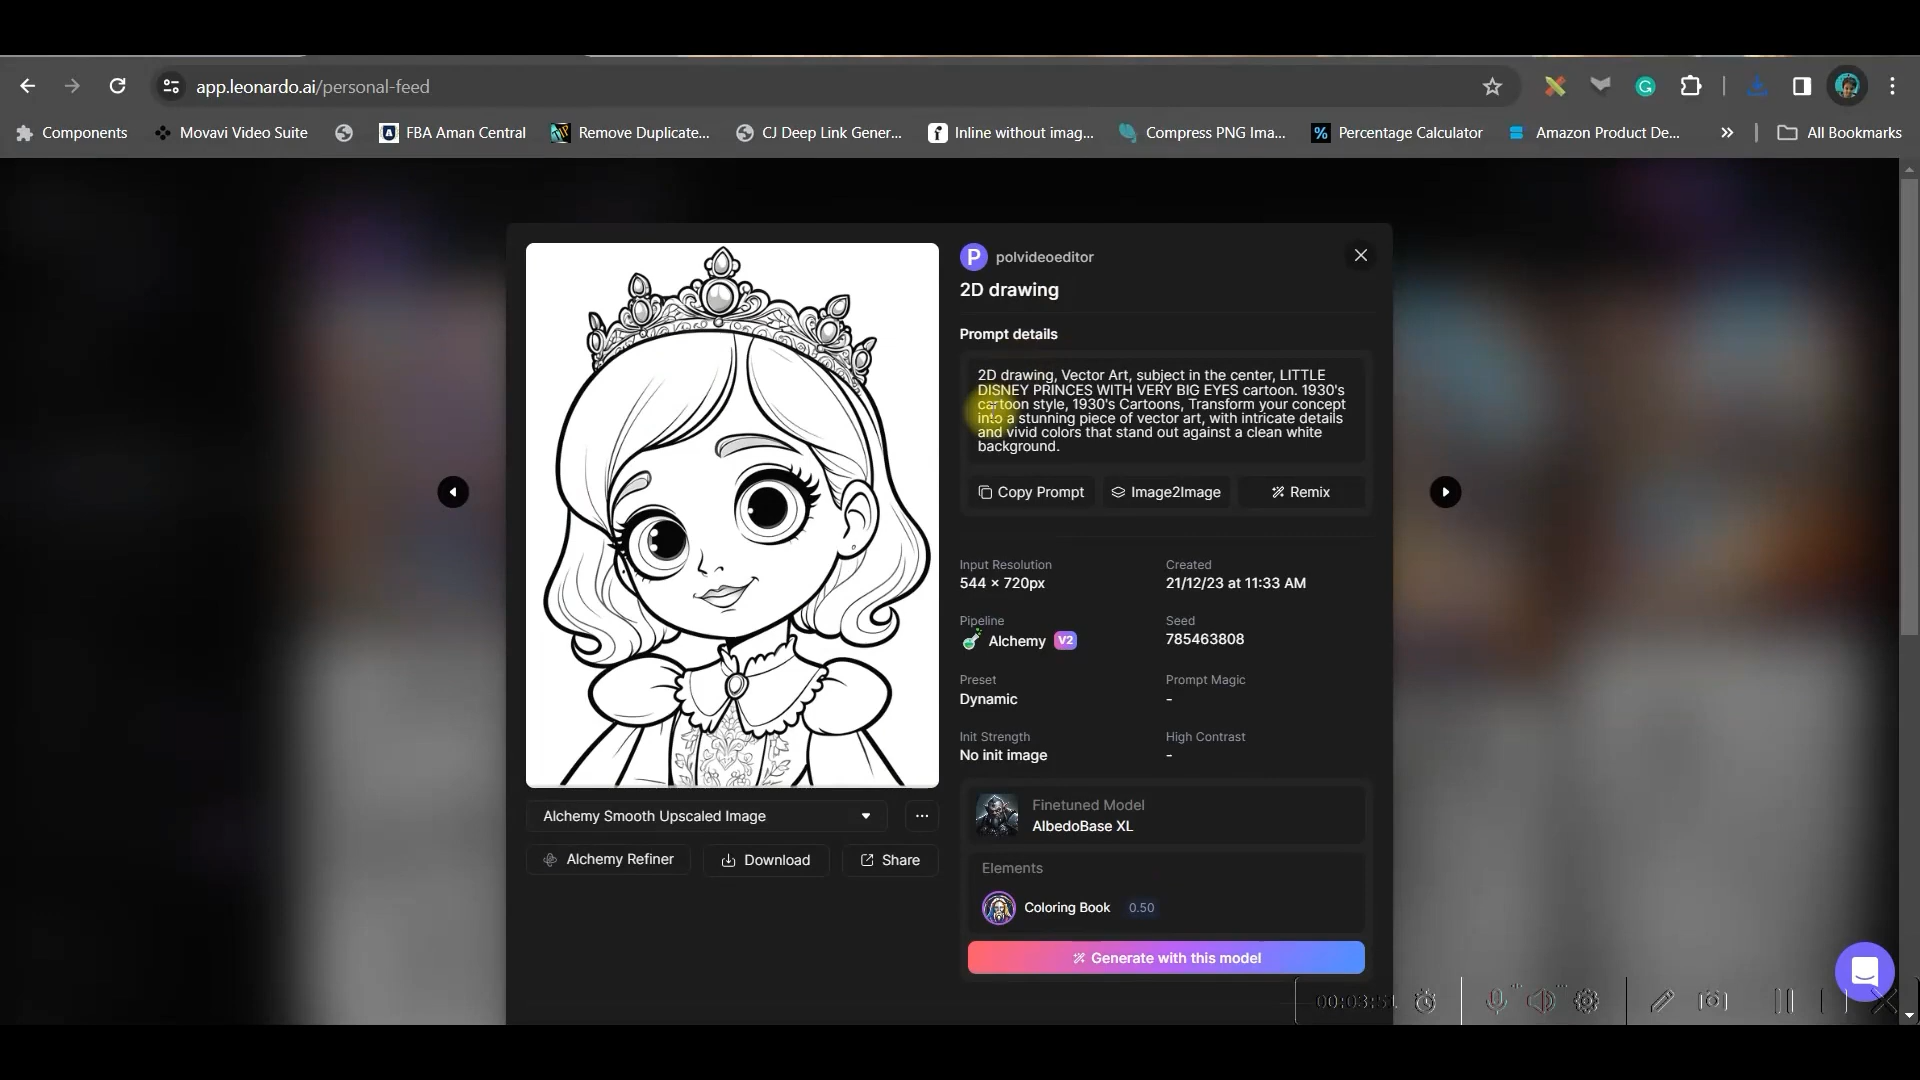 app.leonardo.ai/personal-feed
Components
Movavi Video Suite
FBA Aman Central
Remove Duplicate...
CJ Deep Link Gener...
Inline without imag...
Compress PNG Ima...
Percentage Calculator
Amazon Product De...
All Bookmarks
P polvideoeditor
2D drawing
Prompt details
2D drawing, Vector Art, subject in the center, LITTLE
DISNEY PRINCES WITH VERY BIG EYES cartoon. 1930's
cartoon style, 1930's Cartoons, Transform your concept
into a stunning piece of vector art, with intricate details
and vivid colors that stand out against a clean white
background.
Copy Prompt
Image2Image
Remix
Input Resolution
544 × 720px
Created
21/12/23 at 11:33 AM
Pipeline
Alchemy V2
Seed
785463808
Preset
Dynamic
Prompt Magic
-
Init Strength
No init image
High Contrast
-
Finetuned Model
AlbedoBase XL
Elements
Coloring Book 0.50
Generate with this model
Alchemy Smooth Upscaled Image
Alchemy Refiner
Download
Share
00:03:51